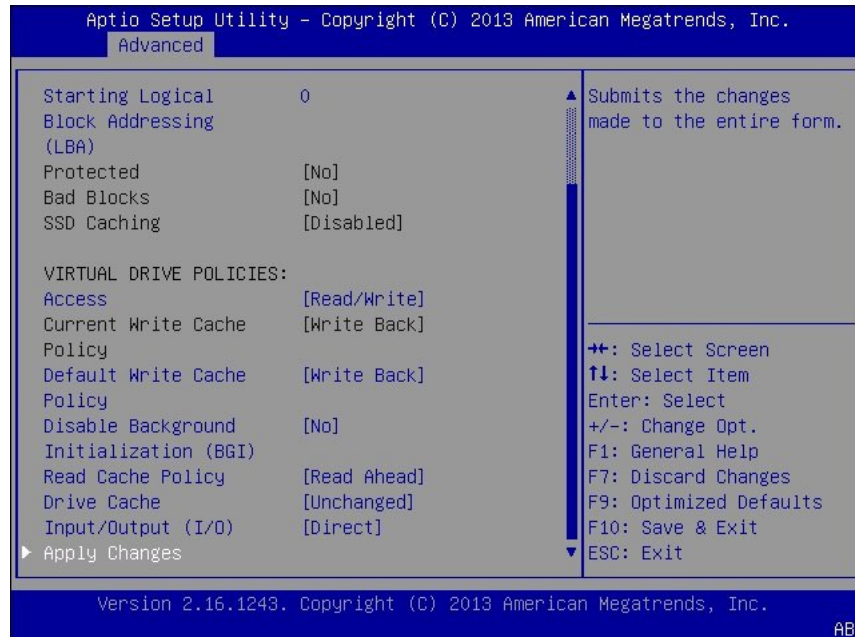 Aptio Setup Utility – Copyright (C) 2013 American Megatrends, Inc.
Advanced
Starting Logical 0
Block Addressing
(LBA)
Protected [No]
Bad Blocks [No]
SSD Caching [Disabled]
VIRTUAL DRIVE POLICIES:
Access [Read/Write]
Current Write Cache [Write Back]
Policy
Default Write Cache [Write Back]
Policy
Disable Background [No]
Initialization (BGI)
Read Cache Policy [Read Ahead]
Drive Cache [Unchanged]
Input/Output (I/O) [Direct]
Apply Changes
Submits the changes
made to the entire form.
→←: Select Screen
↑↓: Select Item
Enter: Select
+/-: Change Opt.
F1: General Help
F7: Discard Changes
F9: Optimized Defaults
F10: Save & Exit
ESC: Exit
Version 2.16.1243. Copyright (C) 2013 American Megatrends, Inc.
AB